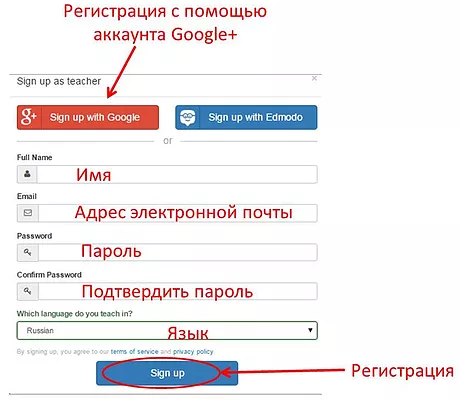 Регистрация с помощью
аккаунта Google+
Sign up as teacher ×
g+ Sign up with Google Sign up with Edmodo
or
Full Name
Имя
Email
Адрес электронной почты
Password
Пароль
Confirm Password
Подтвердить пароль
Which language do you teach in?
Russian Язык
By signing up, you agree to our terms of service and privacy policy
Sign up Регистрация